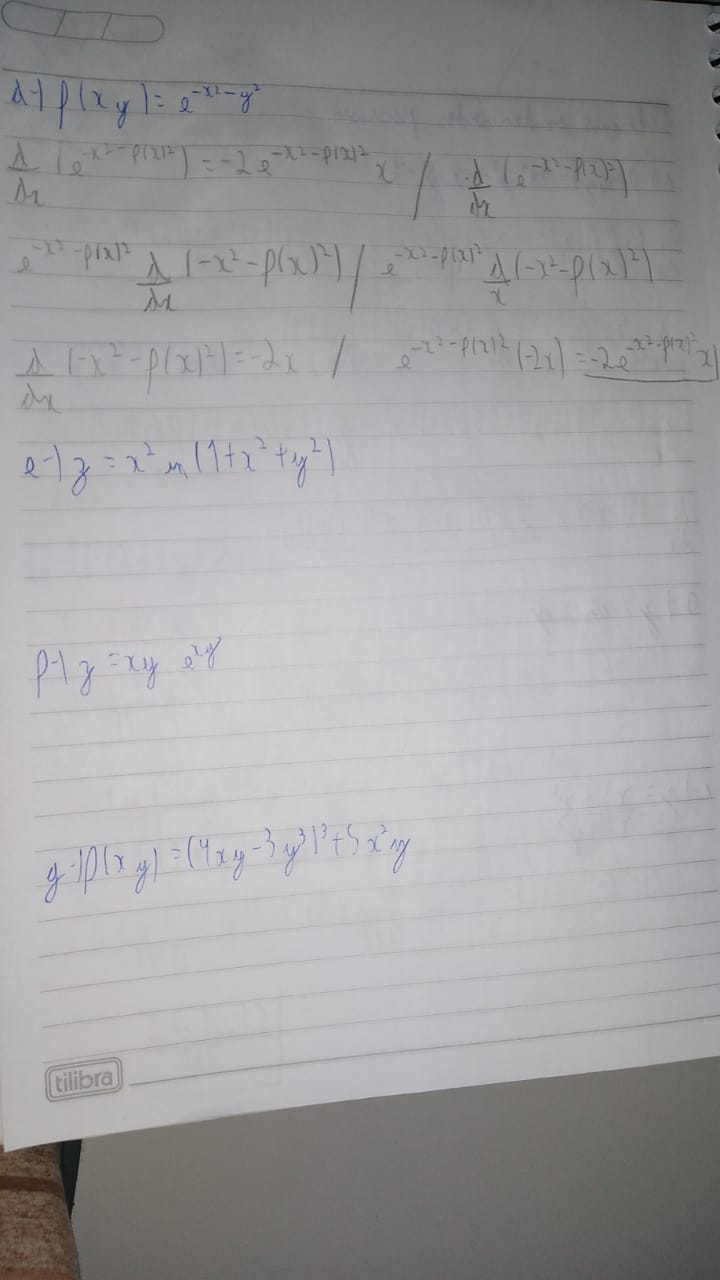 d-) f(x y) = e^{-x²-y²}
d/dx (e^{-x²-f(x)²}) = -2e^{-x²-f(x)²} x / d/dx (e^{-x²-f(x)²})
e^{-x²-f(x)²} d/dx (-x²-f(x)²) / e^{-x²-f(x)²} d/x (-x²-f(x)²)
d/dx (-x²-f(x)²) = -2x / e^{-x²-f(x)²} (-2x) = -2e^{-x²-f(x)²} x
e-) z = x² ln (1+x²+y²)
f-) z = xy e^{xy}
g-) f(x y) = (4xy-3y³)³+5x²y
tilibra